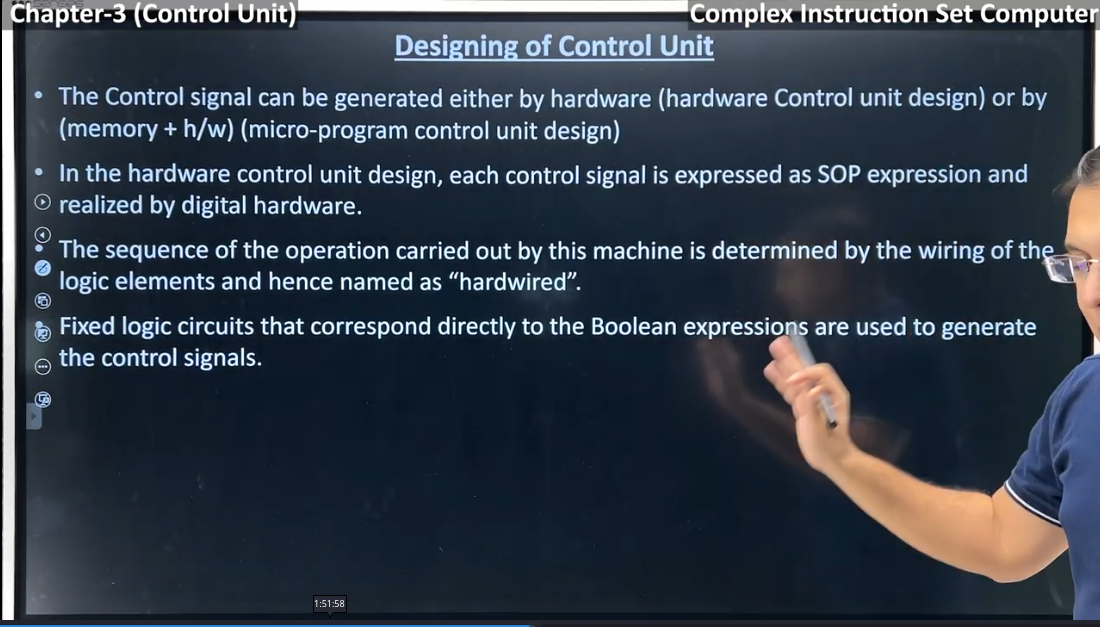 Chapter-3 (Control Unit)
Complex Instruction Set Computer
Designing of Control Unit
• The Control signal can be generated either by hardware (hardware Control unit design) or by
(memory + h/w) (micro-program control unit design)
• In the hardware control unit design, each control signal is expressed as SOP expression and
realized by digital hardware.
• The sequence of the operation carried out by this machine is determined by the wiring of the
logic elements and hence named as “hardwired”.
Fixed logic circuits that correspond directly to the Boolean expressions are used to generate
the control signals.
1:51:58